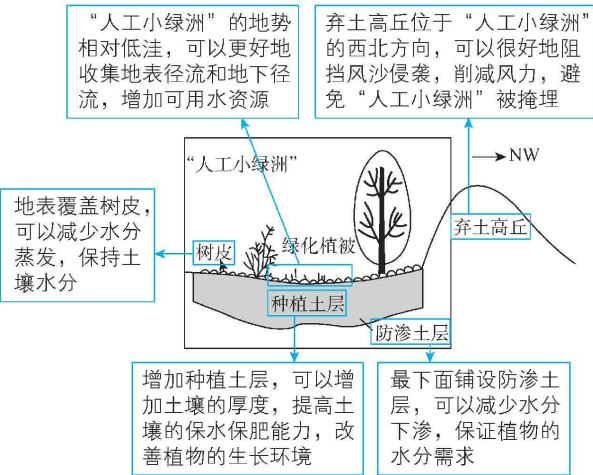 “人工小绿洲”的地势
相对低洼，可以更好地
收集地表径流和地下径
流，增加可用水资源
弃土高丘位于“人工小绿洲”
的西北方向，可以很好地阻
挡风沙侵袭，削减风力，避
免“人工小绿洲”被掩埋
“人工小绿洲”
NW
地表覆盖树皮，
可以减少水分
蒸发，保持土
壤水分
树皮
绿化植被
弃土高丘
种植土层
防渗土层
增加种植土层，可以增
加土壤的厚度，提高土
壤的保水保肥能力，改
善植物的生长环境
最下面铺设防渗土
层，可以减少水分
下渗，保证植物的
水分需求